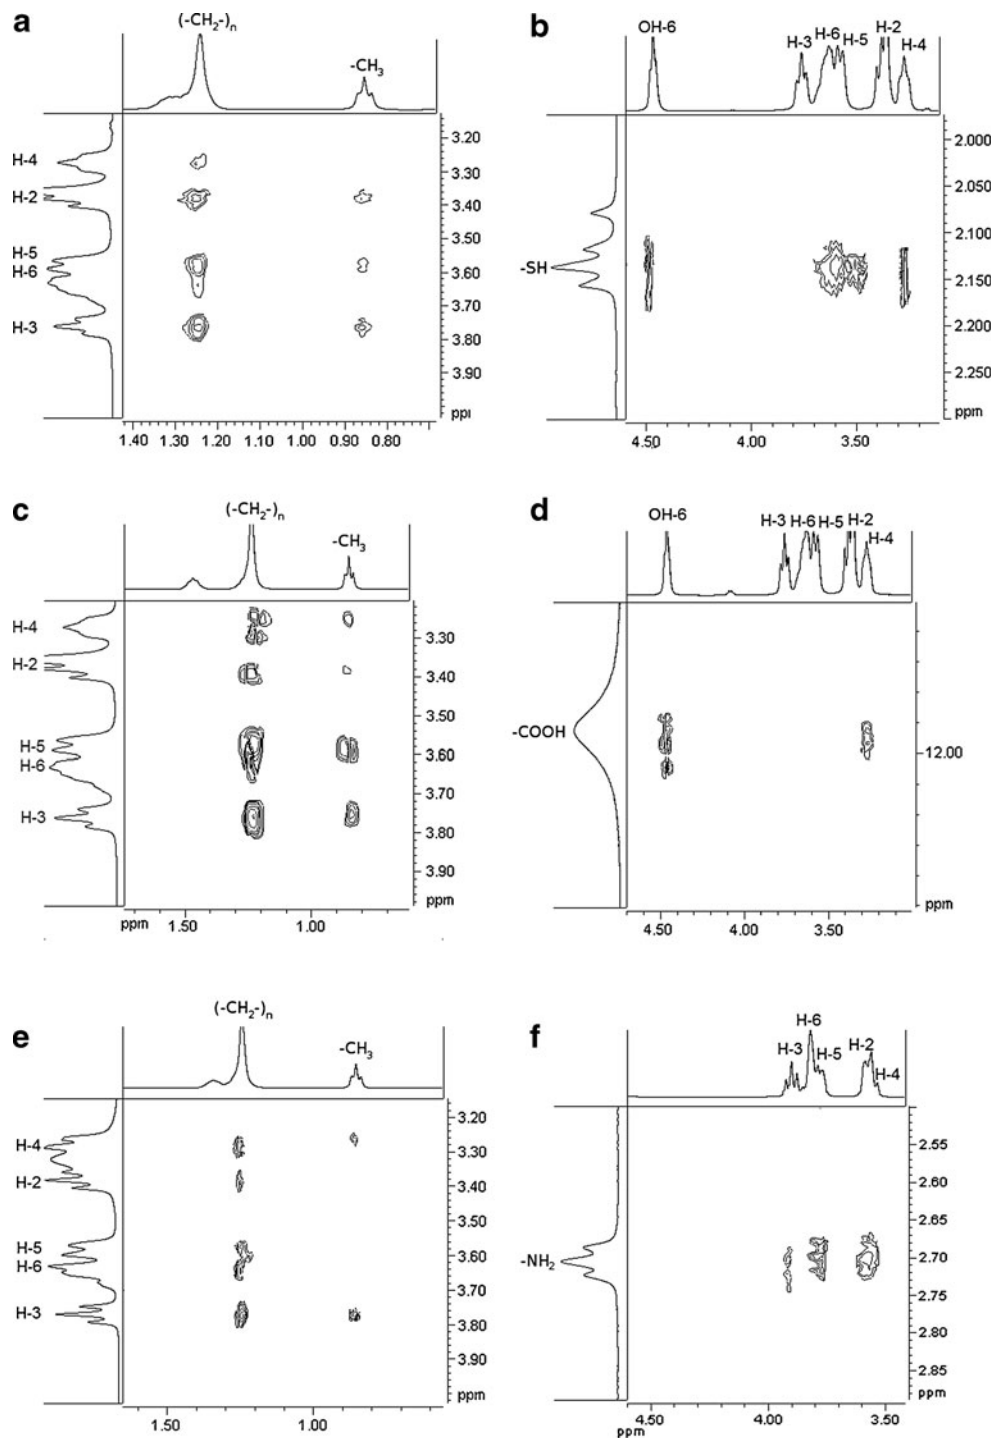 a
(-CH₂-)ₙ
-CH₃
H-4
H-2
H-5
H-6
H-3
3.20
3.30
3.40
3.50
3.60
3.70
3.80
3.90
ppı
1.40 1.30 1.20 1.10 1.00 0.90 0.80
b
OH-6
H-3
H-6
H-5
H-2
H-4
-SH
2.000
2.050
2.100
2.150
2.200
2.250
ppm
4.50 4.00 3.50
c
(-CH₂-)ₙ
-CH₃
H-4
H-2
H-5
H-6
H-3
3.30
3.40
3.50
3.60
3.70
3.80
3.90
ppm
ppm 1.50 1.00
d
OH-6
H-3 H-6 H-5 H-2
H-4
-COOH
12.00
ppm
4.50 4.00 3.50
e
(-CH₂-)ₙ
-CH₃
H-4
H-2
H-5
H-6
H-3
3.20
3.30
3.40
3.50
3.60
3.70
3.80
3.90
ppm
1.50 1.00
f
H-6
H-3
H-5
H-2
H-4
-NH₂
2.55
2.60
2.65
2.70
2.75
2.80
2.85
ppm
4.50 4.00 3.50
ppm